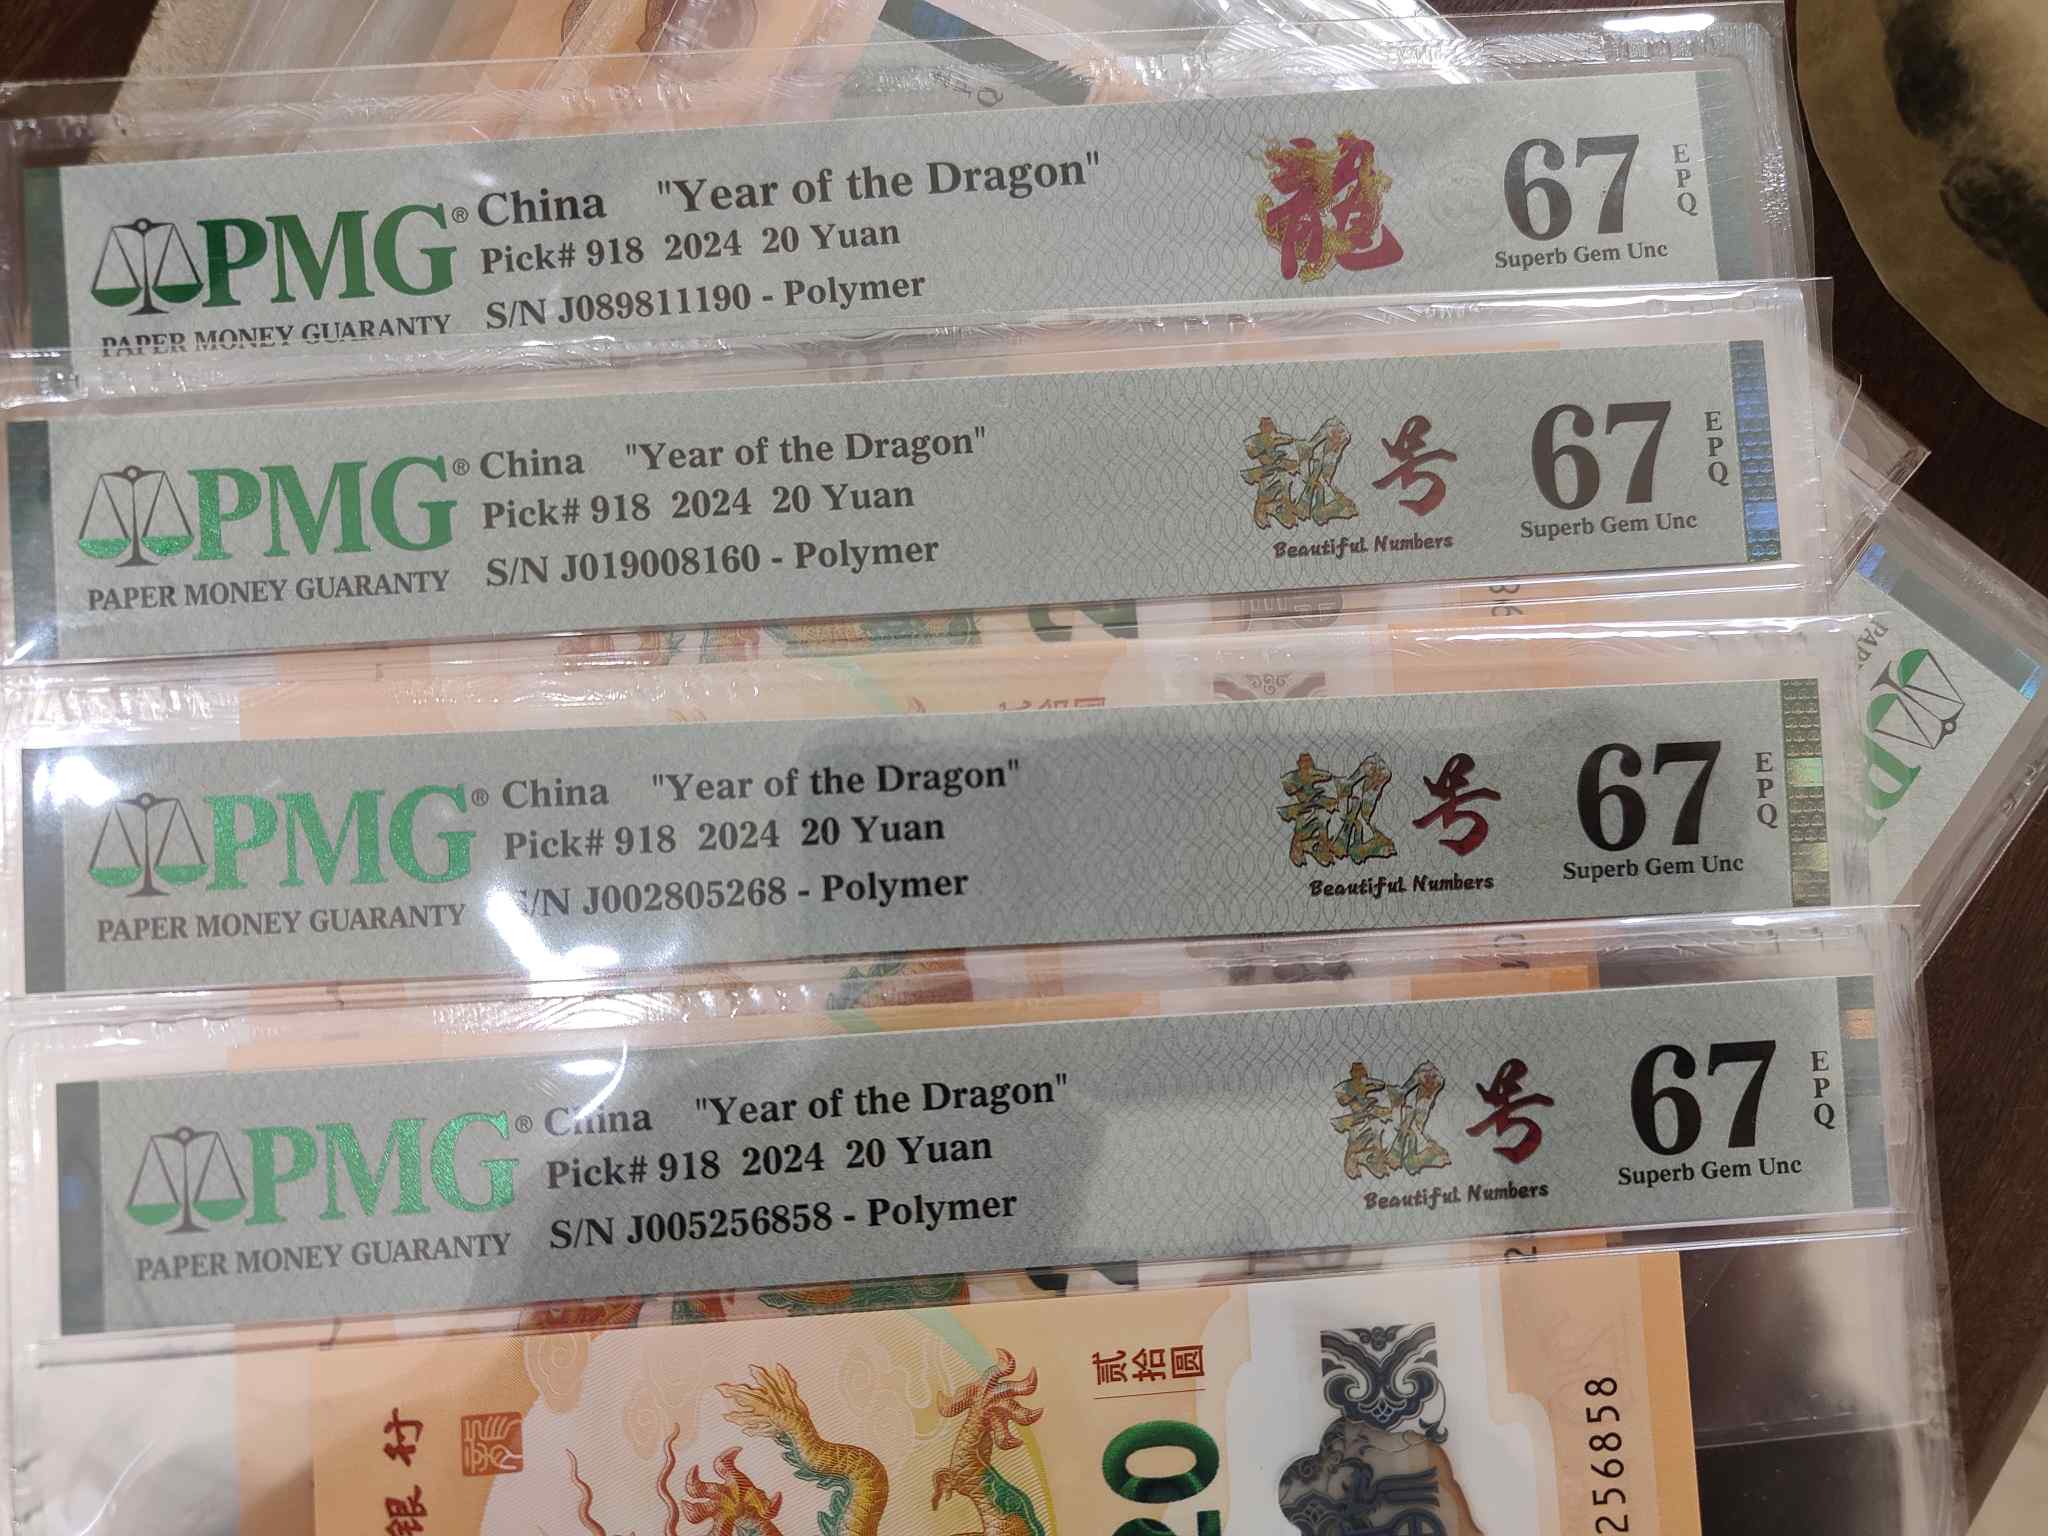 PMG® China "Year of the Dragon" 龍 67 EPQ
Pick# 918 2024 20 Yuan Superb Gem Unc
S/N J089811190 - Polymer
PAPER MONEY GUARANTY
PMG® China "Year of the Dragon" 靓号 67 EPQ
Pick# 918 2024 20 Yuan Superb Gem Unc
S/N J019008160 - Polymer Beautiful Numbers
PAPER MONEY GUARANTY
PMG® China "Year of the Dragon" 靓号 67 EPQ
Pick# 918 2024 20 Yuan Superb Gem Unc
S/N J002805268 - Polymer Beautiful Numbers
PAPER MONEY GUARANTY
PMG® China "Year of the Dragon" 靓号 67 EPQ
Pick# 918 2024 20 Yuan Superb Gem Unc
S/N J005256858 - Polymer Beautiful Numbers
PAPER MONEY GUARANTY
银行
贰拾圆
20
256858